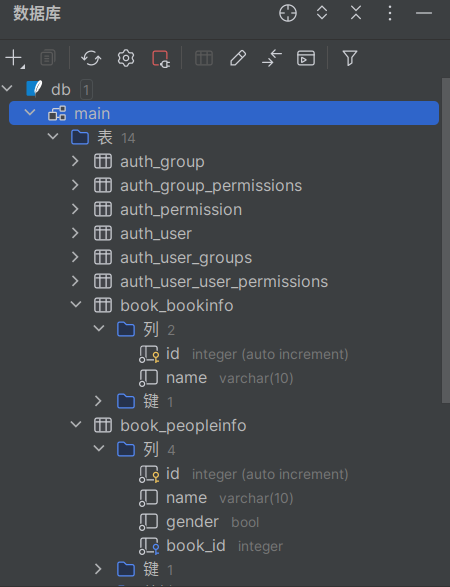 数据库
db 1
main
表 14
auth_group
auth_group_permissions
auth_permission
auth_user
auth_user_groups
auth_user_user_permissions
book_bookinfo
列 2
id integer (auto increment)
name varchar(10)
键 1
book_peopleinfo
列 4
id integer (auto increment)
name varchar(10)
gender bool
book_id integer
键 1